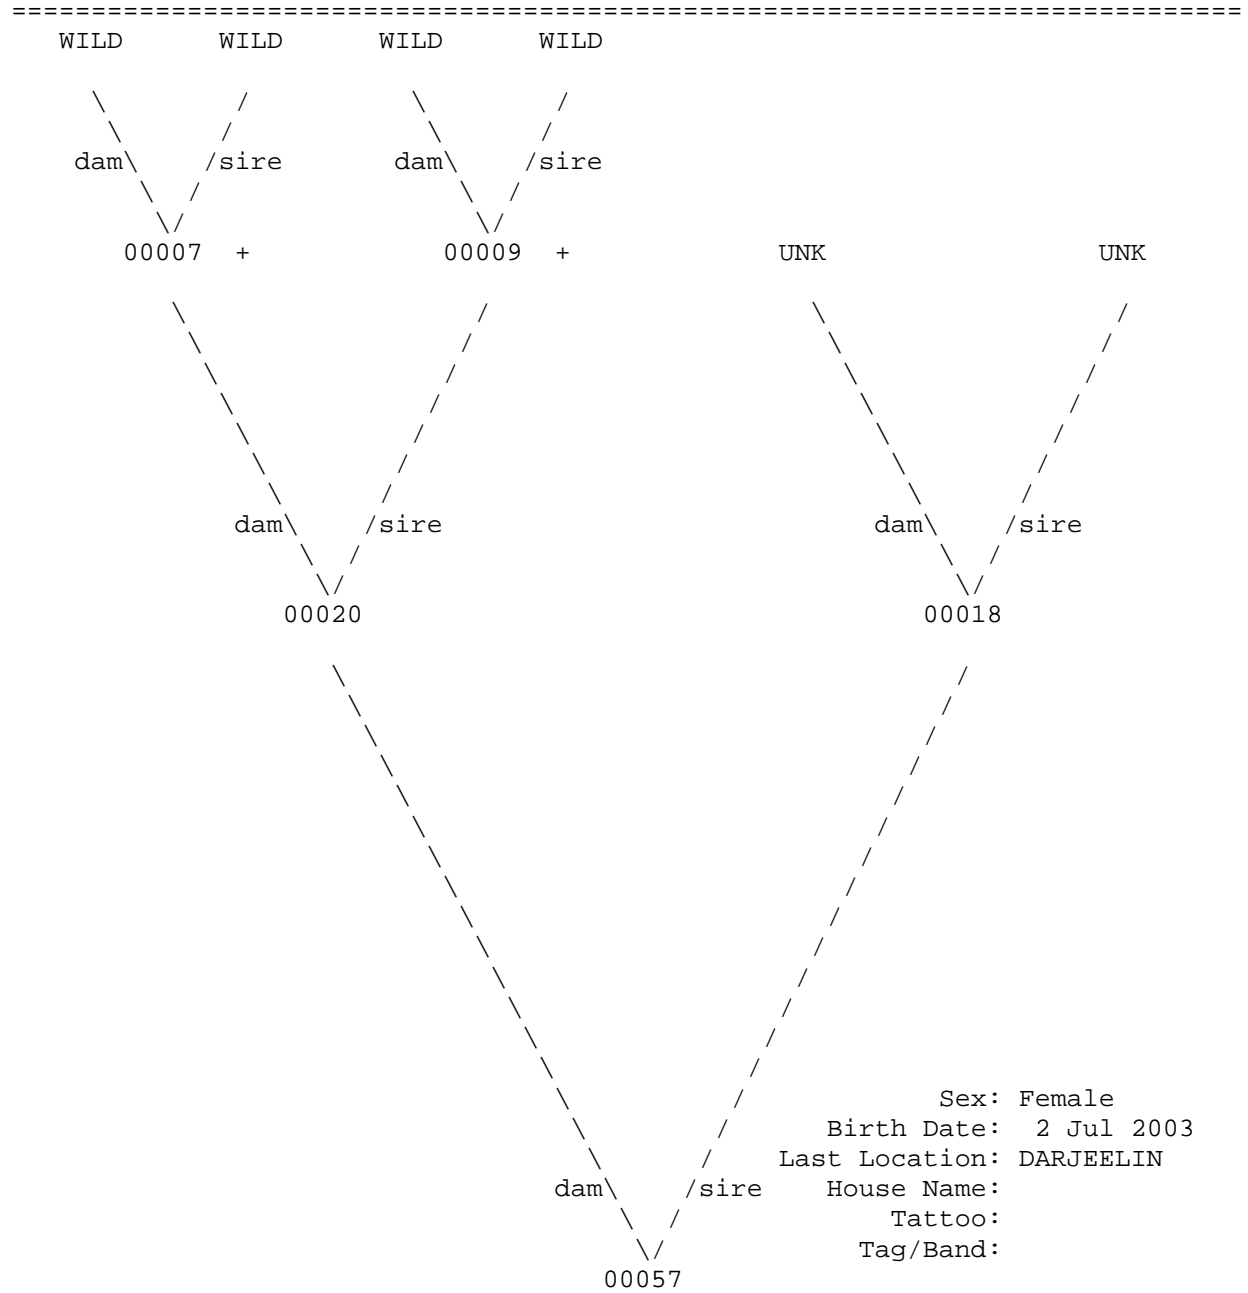 WILD WILD WILD WILD
dam sire dam sire
00007 + 00009 + UNK UNK
dam sire dam sire
00020 00018
Sex: Female
Birth Date: 2 Jul 2003
Last Location: DARJEELIN
dam sire House Name:
Tattoo:
Tag/Band:
00057